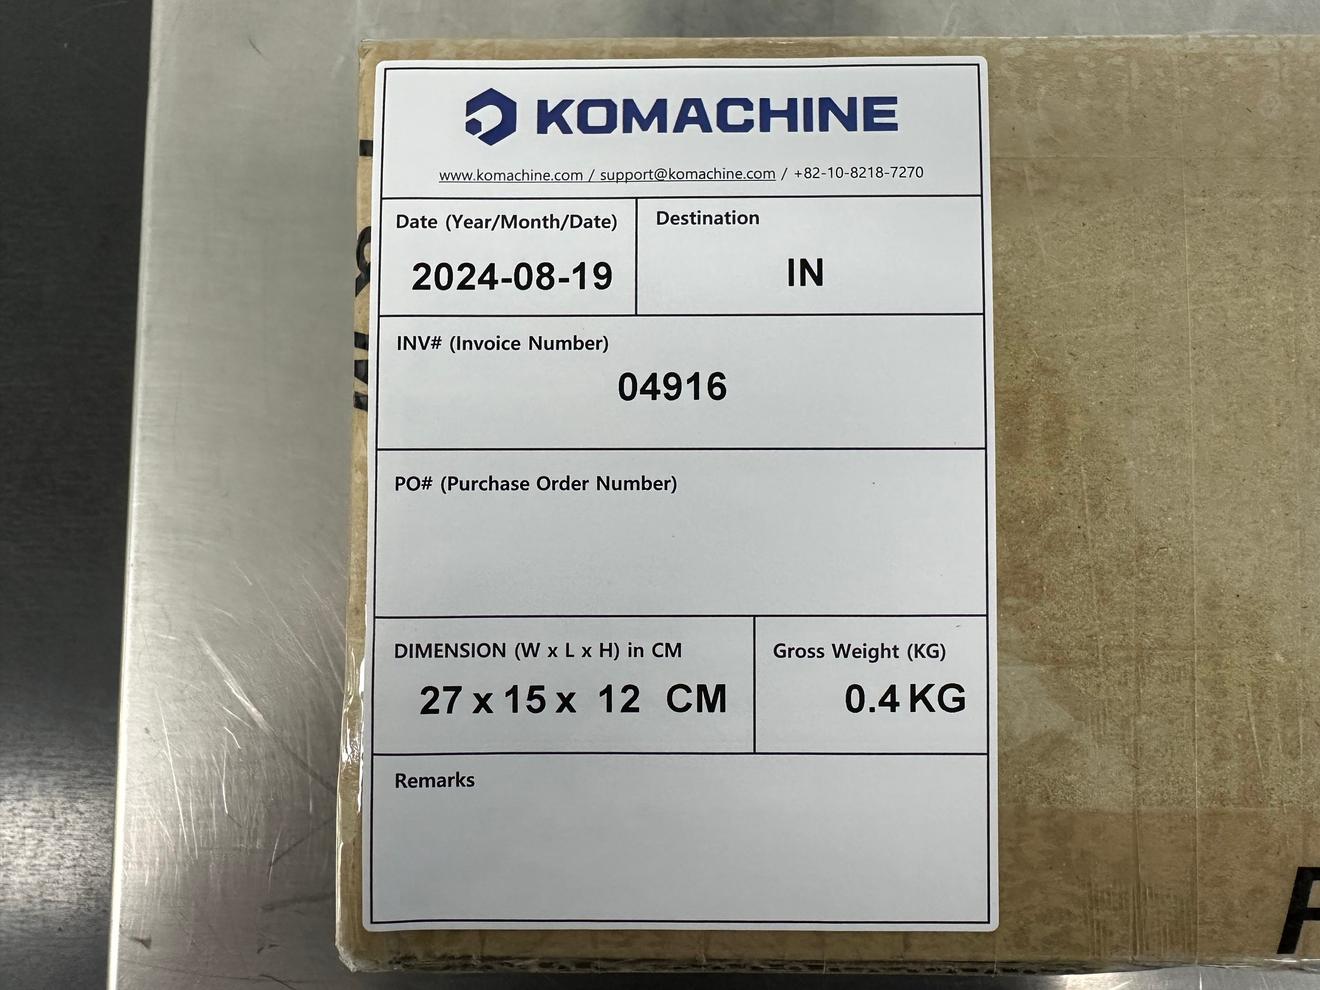 KOMACHINE
www.komachine.com / support@komachine.com / +82-10-8218-7270
Date (Year/Month/Date)
2024-08-19
Destination
IN
INV# (Invoice Number)
04916
PO# (Purchase Order Number)
DIMENSION (W x L x H) in CM
27 x 15 x 12 CM
Gross Weight (KG)
0.4 KG
Remarks